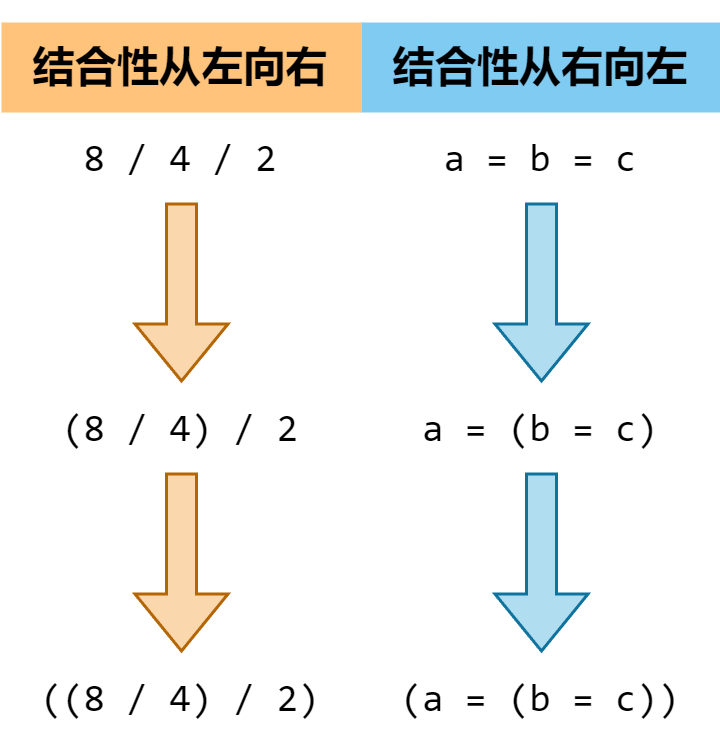 结合性从左向右
结合性从右向左
8 / 4 / 2
a = b = c
(8 / 4) / 2
a = (b = c)
((8 / 4) / 2)
(a = (b = c))